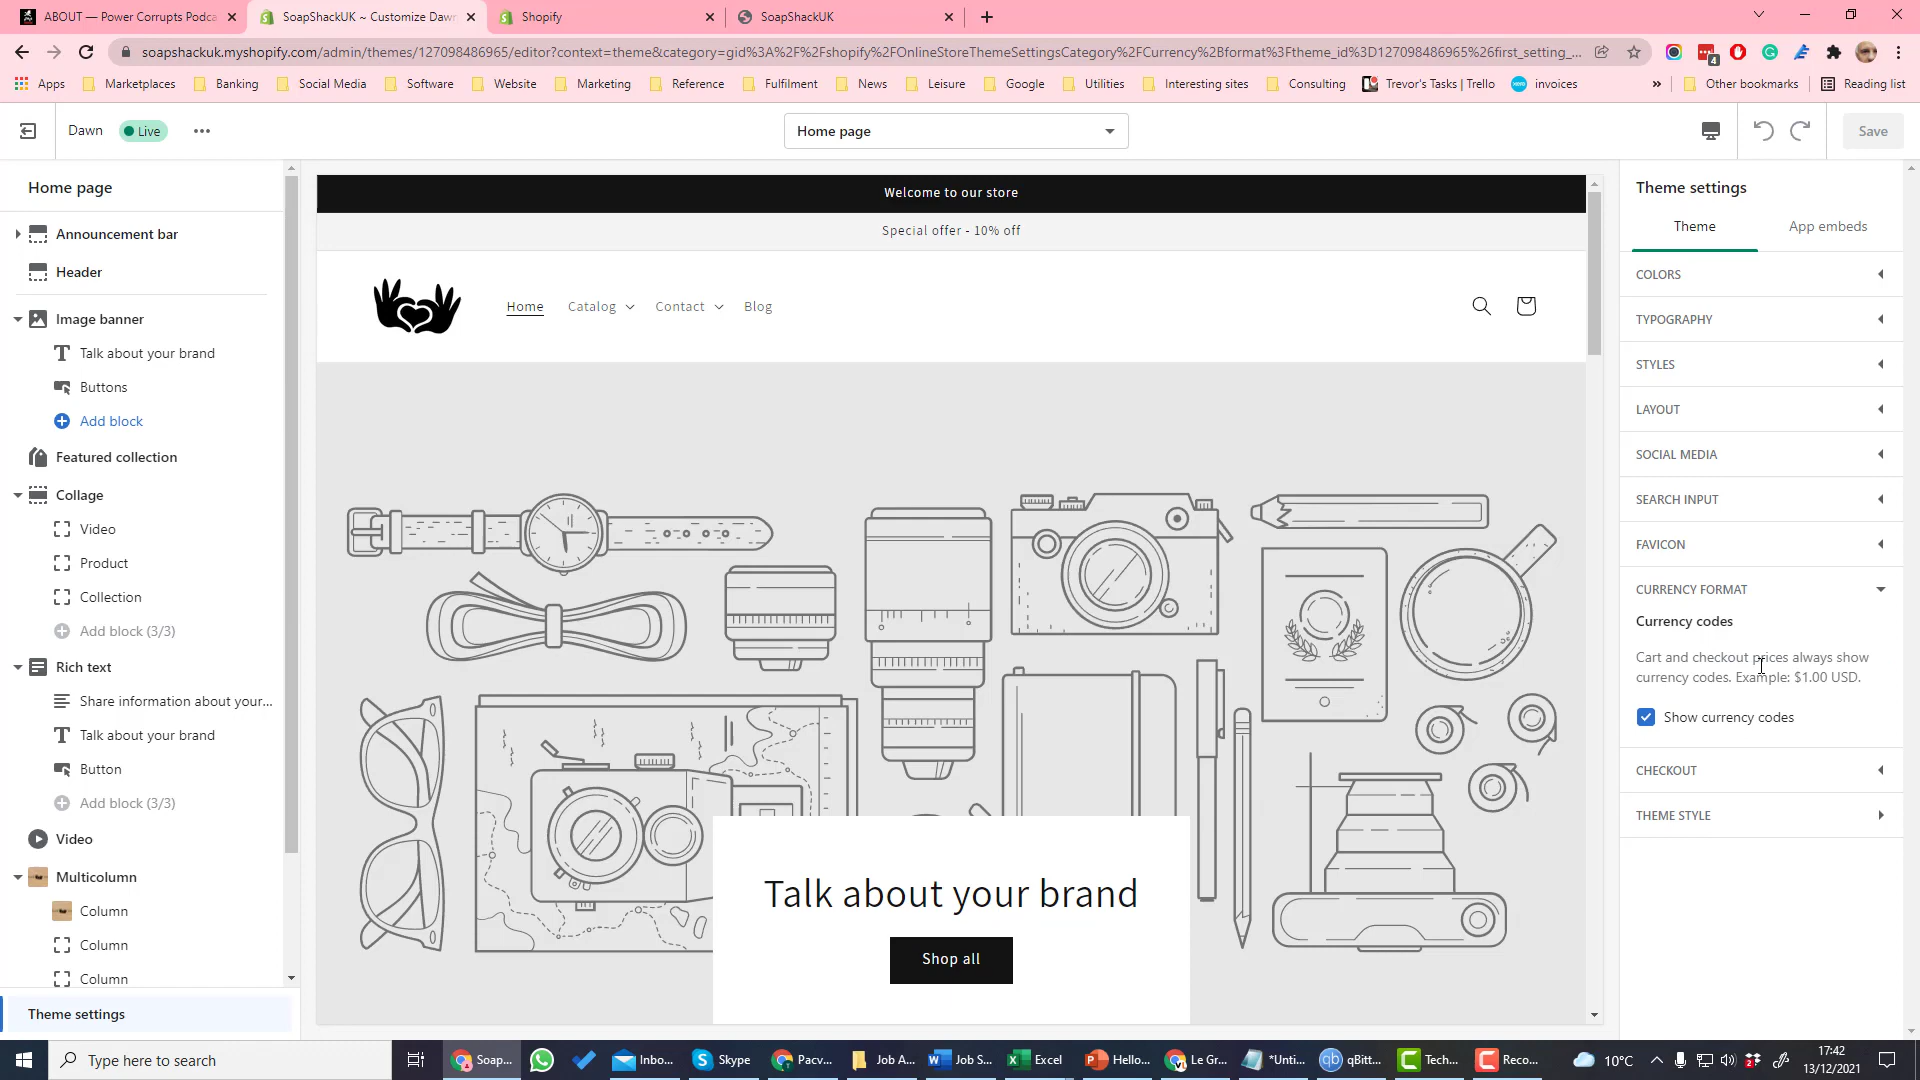 ABOUT — Power Corrupts Podca
SoapShackUK ~ Customize Dawn
Shopify
SoapShackUK
soapshackuk.myshopify.com/admin/themes/127098486965/editor?context=theme&category=gid%3A%2F%2Fshopify%2FOnlineStoreThemeSettingsCategory%2FCurrency%2Bformat%3Ftheme_id%3D127098486965%26first_setting_...
4
Apps
Marketplaces
Banking
Social Media
Software
Website
Marketing
Reference
Fulfilment
News
Leisure
Google
Utilities
Interesting sites
Consulting
Trevor's Tasks | Trello
invoices
»
Other bookmarks
Reading list
Dawn
Live
Home page
Save
Home page
Announcement bar
Header
Image banner
Talk about your brand
Buttons
Add block
Featured collection
Collage
Video
Product
Collection
Add block (3/3)
Rich text
Share information about your...
Talk about your brand
Button
Add block (3/3)
Video
Multicolumn
Column
Column
Column
Theme settings
Welcome to our store
Special offer - 10% off
Home
Catalog
Contact
Blog
Talk about your brand
Shop all
Theme settings
Theme
App embeds
COLORS
TYPOGRAPHY
STYLES
LAYOUT
SOCIAL MEDIA
SEARCH INPUT
FAVICON
CURRENCY FORMAT
Currency codes
Cart and checkout prices always show
currency codes. Example: $1.00 USD.
Show currency codes
CHECKOUT
THEME STYLE
Type here to search
Soap...
Inbo...
Skype
Pacv...
Job A...
Job S...
Excel
Hello...
Le Gr...
*Unti...
qBitt...
Tech...
Reco...
10°C
17:42
13/12/2021